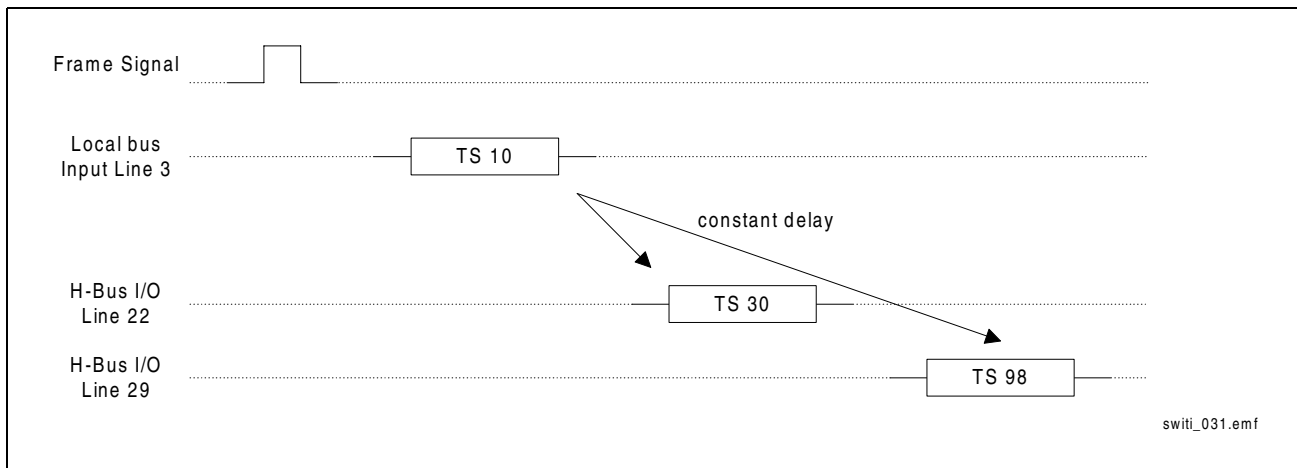 Frame Signal
Local bus
Input Line 3
TS 10
constant delay
H-Bus I/O
Line 22
TS 30
H-Bus I/O
Line 29
TS 98
switi_031.emf